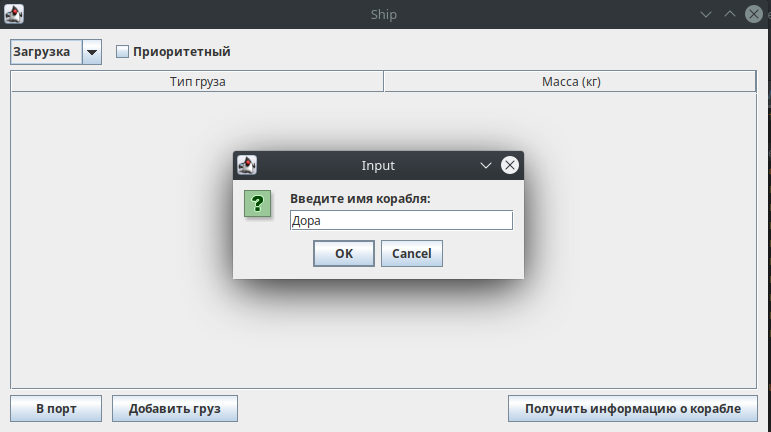 Ship
Загрузка
Приоритетный
Тип груза
Масса (кг)
Input
?
Введите имя корабля:
Дора
OK
Cancel
В порт
Добавить груз
Получить информацию о корабле